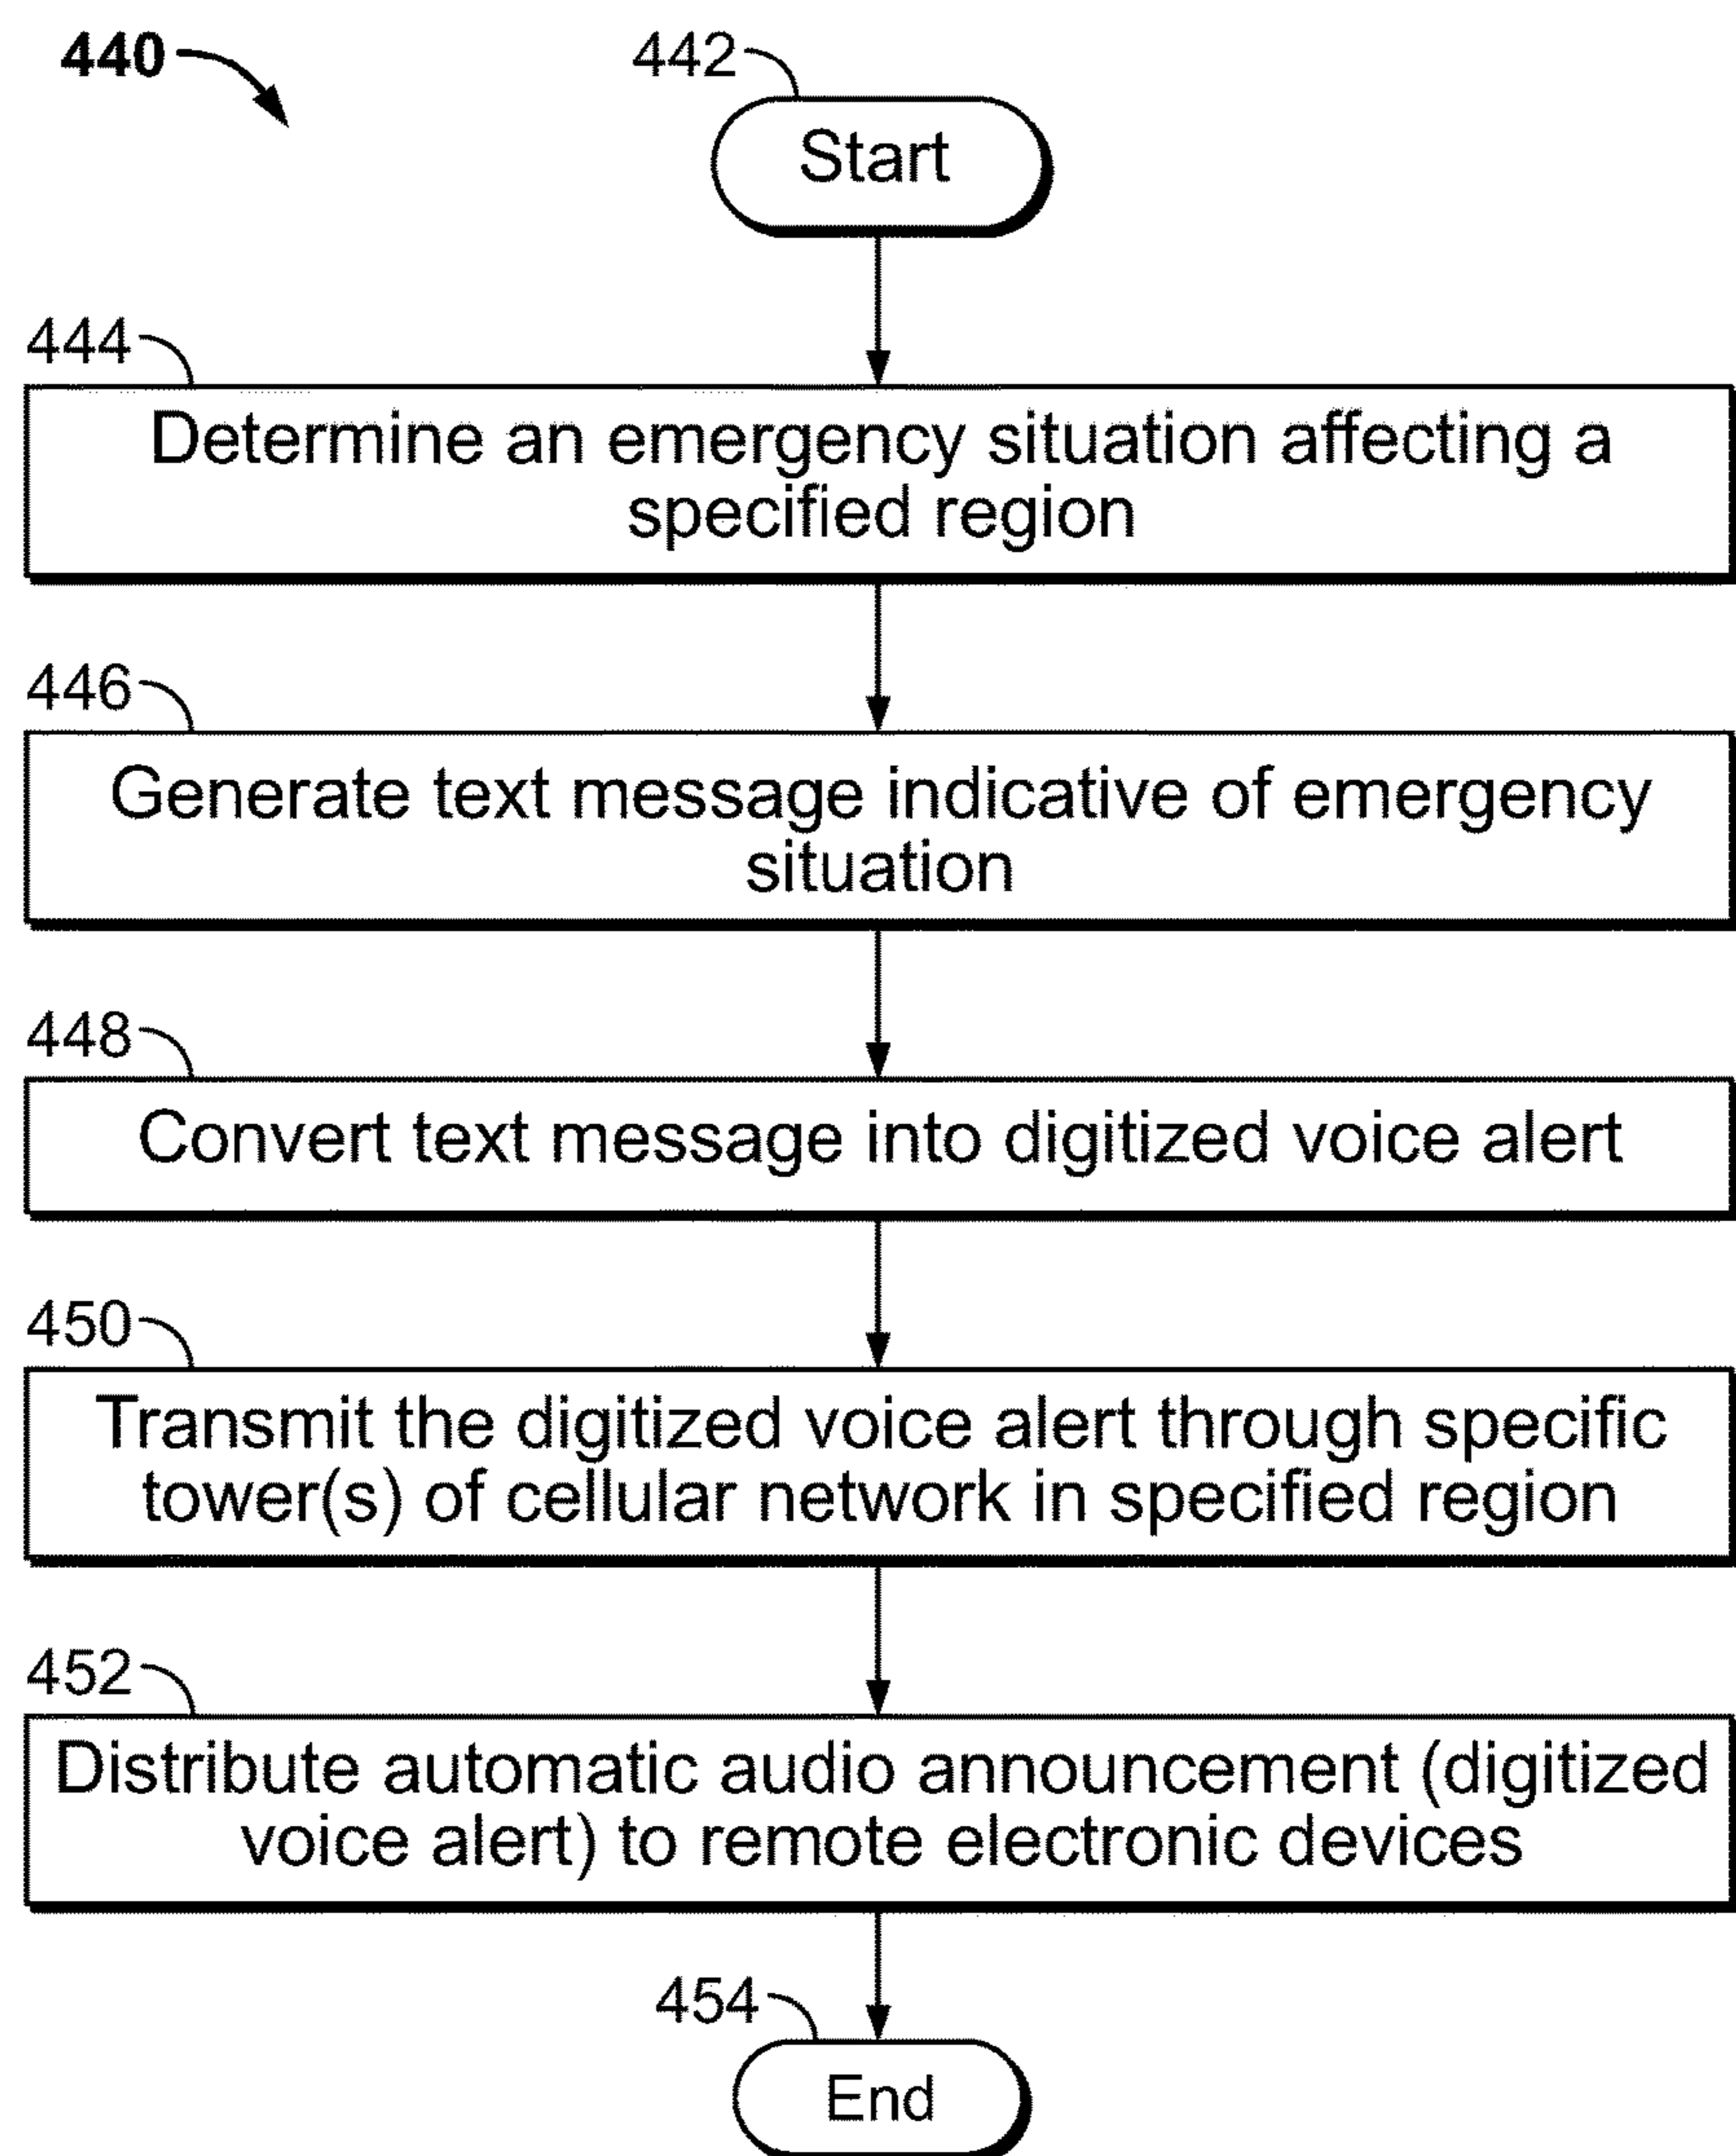 440
442
Start
444
Determine an emergency situation affecting a
specified region
446
Generate text message indicative of emergency
situation
448
Convert text message into digitized voice alert
450
Transmit the digitized voice alert through specific
tower(s) of cellular network in specified region
452
Distribute automatic audio announcement (digitized
voice alert) to remote electronic devices
454
End